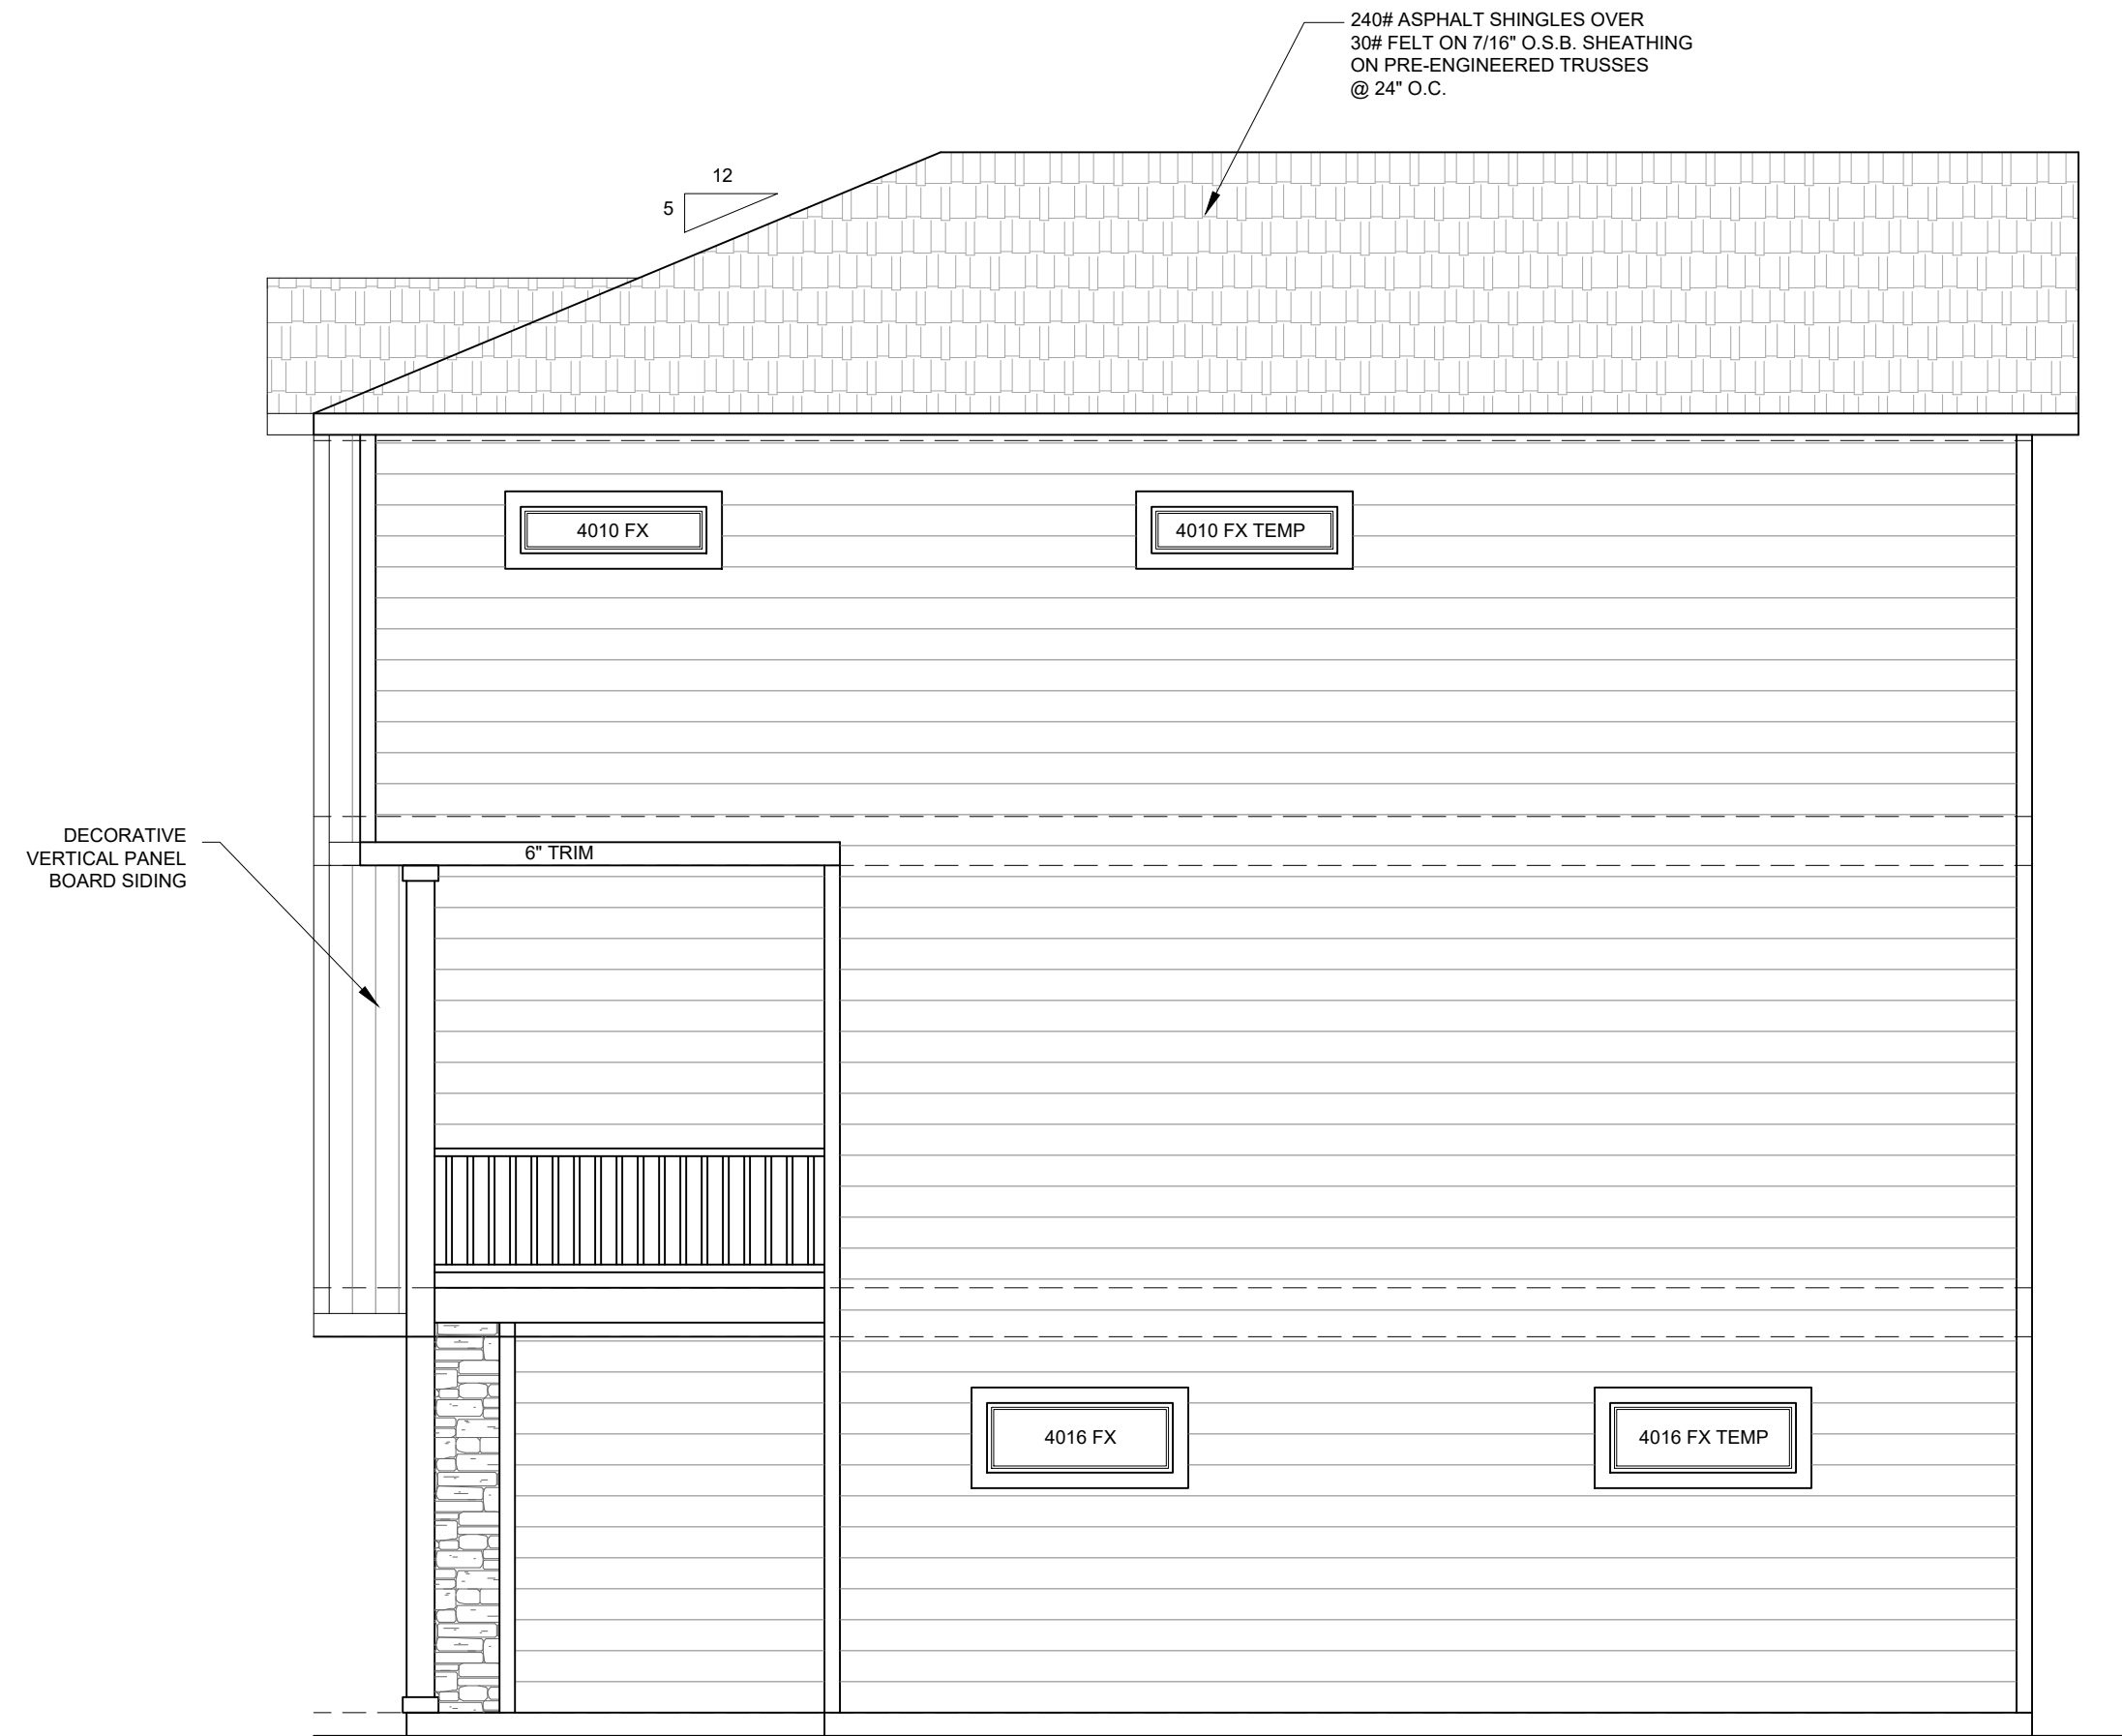 240# ASPHALT SHINGLES OVER
30# FELT ON 7/16" O.S.B. SHEATHING
ON PRE-ENGINEERED TRUSSES
@ 24" O.C.
12
5
4010 FX
4010 FX TEMP
DECORATIVE
VERTICAL PANEL
BOARD SIDING
6" TRIM
4016 FX
4016 FX TEMP